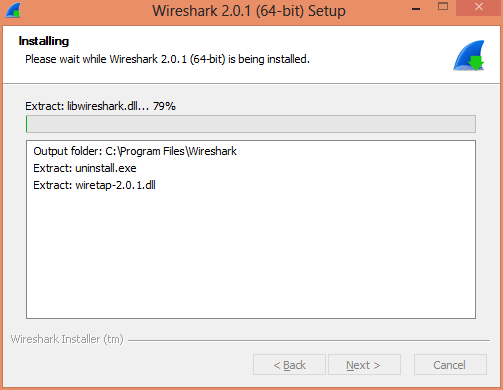 Wireshark 2.0.1 (64-bit) Setup
Installing
Please wait while Wireshark 2.0.1 (64-bit) is being installed.
Extract: libwireshark.dll... 79%
Output folder: C:\Program Files\Wireshark
Extract: uninstall.exe
Extract: wiretap-2.0.1.dll
Wireshark Installer (tm)
< Back
Next >
Cancel